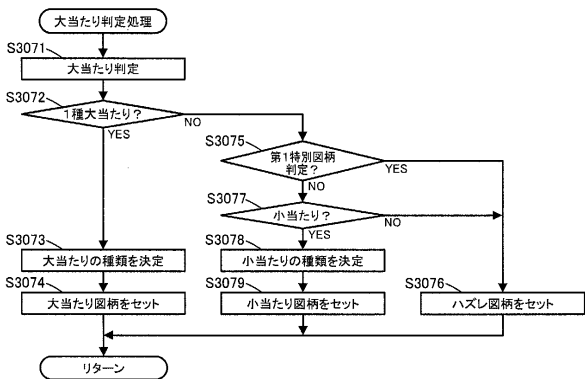 大当たり判定処理
S3071
大当たり判定
S3072
1種大当たり?
NO
YES
S3075
第1特別図柄
判定?
YES
NO
S3077
小当たり?
NO
YES
S3073
大当たりの種類を決定
S3078
小当たりの種類を決定
S3074
大当たり図柄をセット
S3079
小当たり図柄をセット
S3076
ハズレ図柄をセット
リターン